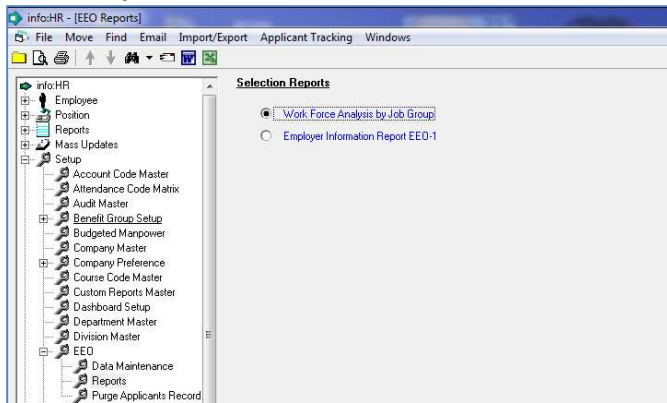 info:HR - [EEO Reports]
File Move Find Email Import/Export Applicant Tracking Windows
info:HR
Employee
Position
Reports
Mass Updates
Setup
Account Code Master
Attendance Code Matrix
Audit Master
Benefit Group Setup
Budgeted Manpower
Company Master
Company Preference
Course Code Master
Custom Reports Master
Dashboard Setup
Department Master
Division Master
EEO
Data Maintenance
Reports
Purge Applicants Record
Selection Reports
Work Force Analysis by Job Group
Employer Information Report EEO-1